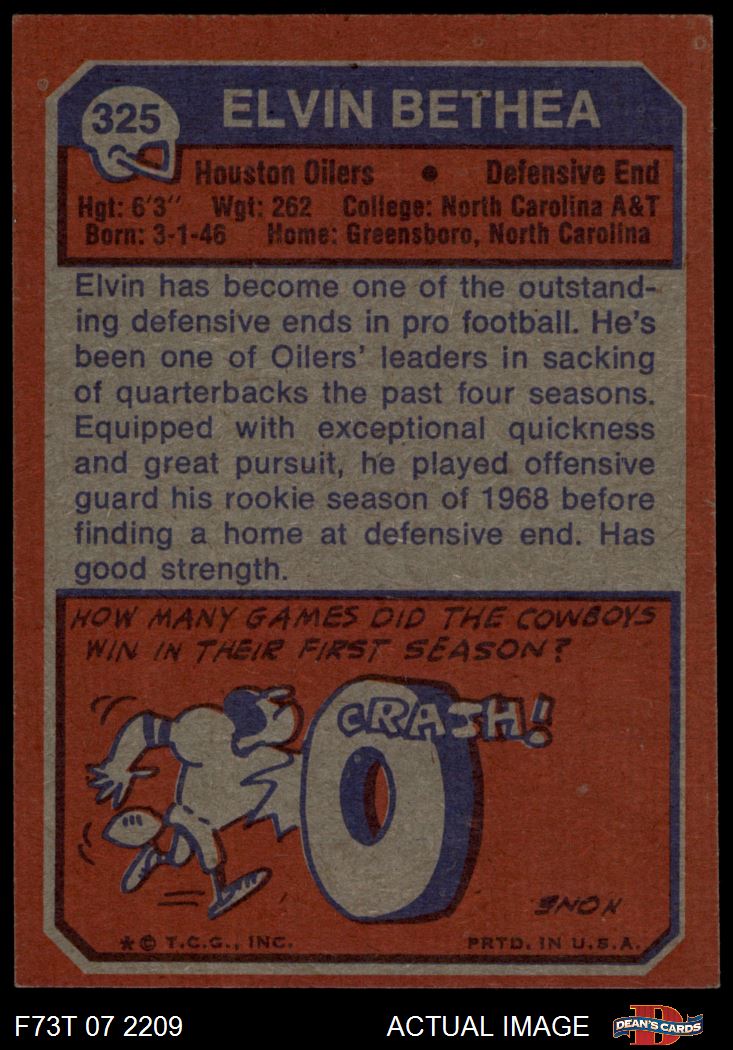 325
ELVIN BETHEA
Houston Oilers • Defensive End
Hgt: 6'3" Wgt: 262 College: North Carolina A&T
Born: 3-1-46 Home: Greensboro, North Carolina
Elvin has become one of the outstand-
ing defensive ends in pro football. He's
been one of Oilers' leaders in sacking
of quarterbacks the past four seasons.
Equipped with exceptional quickness
and great pursuit, he played offensive
guard his rookie season of 1968 before
finding a home at defensive end. Has
good strength.
HOW MANY GAMES DID THE COWBOYS
WIN IN THEIR FIRST SEASON?
CRASH!
0
NONE
* © T.C.G., INC. PRTD. IN U.S.A.
F73T 07 2209 ACTUAL IMAGE D DEAN'S CARDS